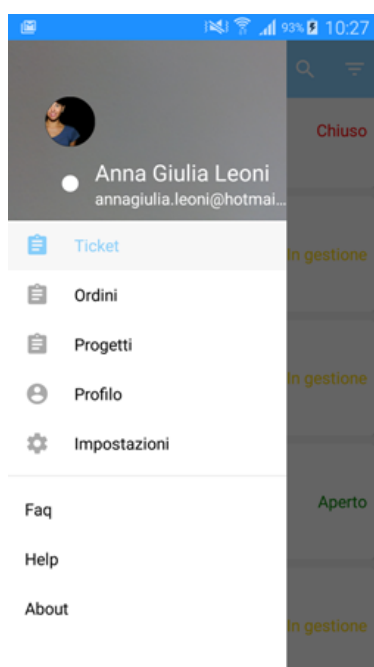 93% 10:27
Chiuso
Anna Giulia Leoni
annagiulia.leoni@hotmai...
Ticket
In gestione
Ordini
Progetti
In gestione
Profilo
Impostazioni
Faq
Aperto
Help
About
In gestione